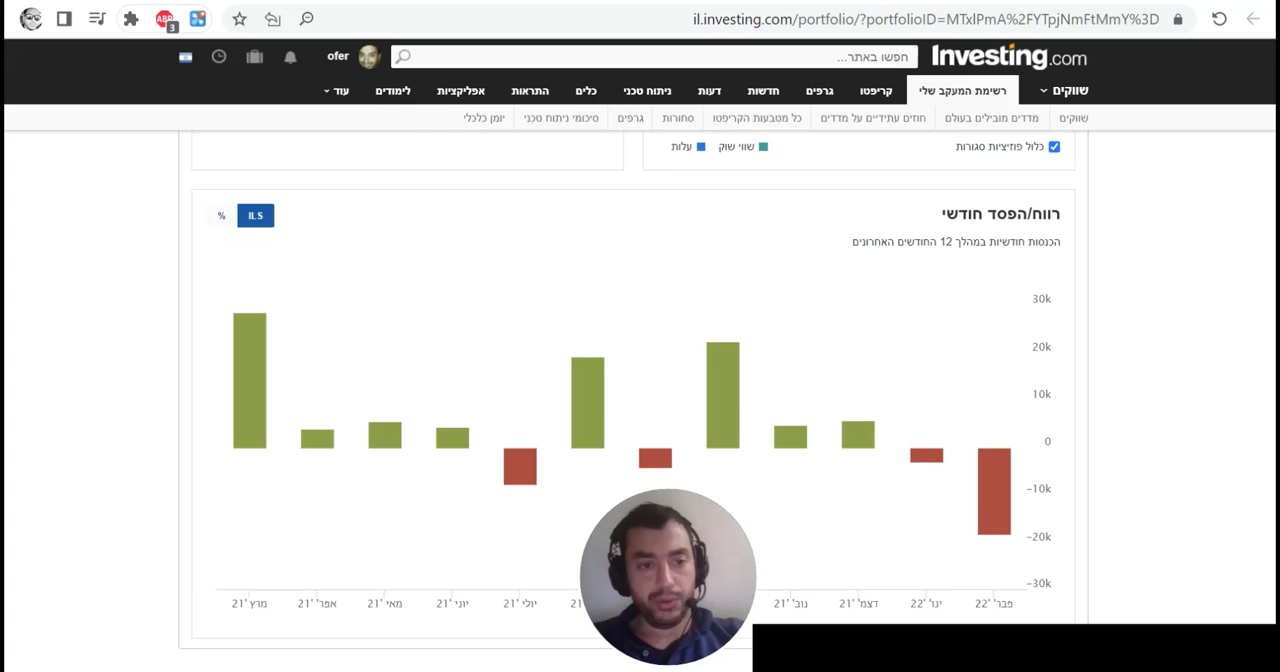 il.investing.com/portfolio/?portfolioID=MTxlPmA%2FYTpjNmFtMmY%3D
ABP
3
Investing.com
חפשו באתר...
ofer
שווקים
רשימת המעקב שלי
קריפטו
גרפים
חדשות
דעות
ניתוח טכני
כלים
התראות
אפליקציות
לימודים
עוד
שווקים
מדדים מובילים בעולם
חוזים עתידיים על מדדים
כל מטבעות הקריפטו
סחורות
גרפים
סיכומי ניתוח טכני
יומן כלכלי
כלול פוזיציות סגורות
שווי שוק
עלות
רווח/הפסד חודשי
ILS
%
הכנסות חודשיות במהלך 12 החודשים האחרונים
30k
20k
10k
0
-10k
-20k
-30k
מרץ '21
אפר' '21
מאי '21
יוני '21
יולי '21
נוב' '21
דצמ' '21
ינו' '22
פבר' '22